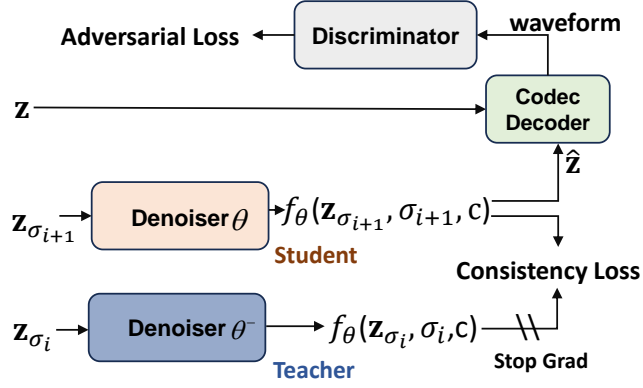 Adversarial Loss
Discriminator
waveform
z
Codec
Decoder
ẑ
z_{σ_{i+1}}
Denoiser θ
f_θ(z_{σ_{i+1}}, σ_{i+1}, c)
Student
Consistency Loss
z_{σ_i}
Denoiser θ⁻
f_θ(z_{σ_i}, σ_i,c)
Teacher
Stop Grad